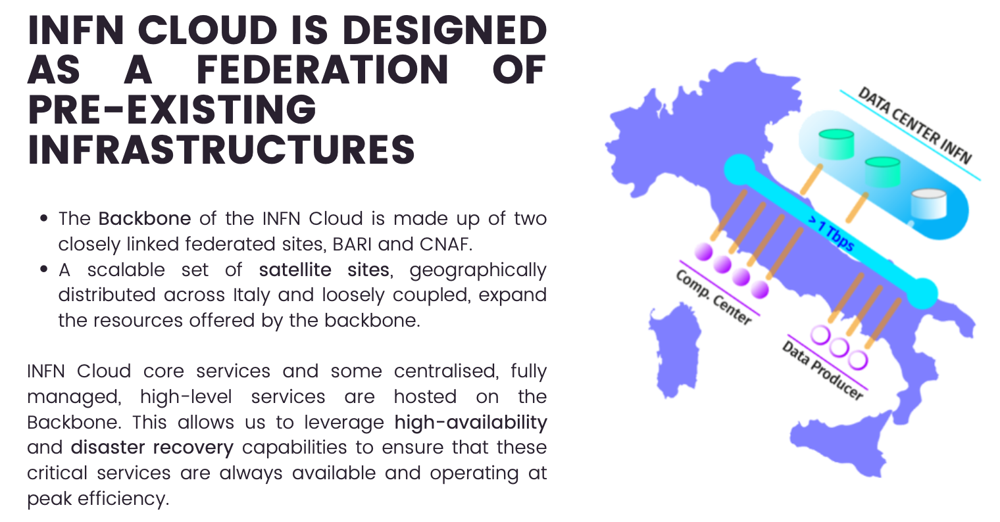 INFN CLOUD IS DESIGNED
AS A FEDERATION OF
PRE-EXISTING
INFRASTRUCTURES
• The Backbone of the INFN Cloud is made up of two
closely linked federated sites, BARI and CNAF.
• A scalable set of satellite sites, geographically
distributed across Italy and loosely coupled, expand
the resources offered by the backbone.
INFN Cloud core services and some centralised, fully
managed, high-level services are hosted on the
Backbone. This allows us to leverage high-availability
and disaster recovery capabilities to ensure that these
critical services are always available and operating at
peak efficiency.
DATA CENTER INFN
> 1 Tbps
Comp. Center
Data Producer